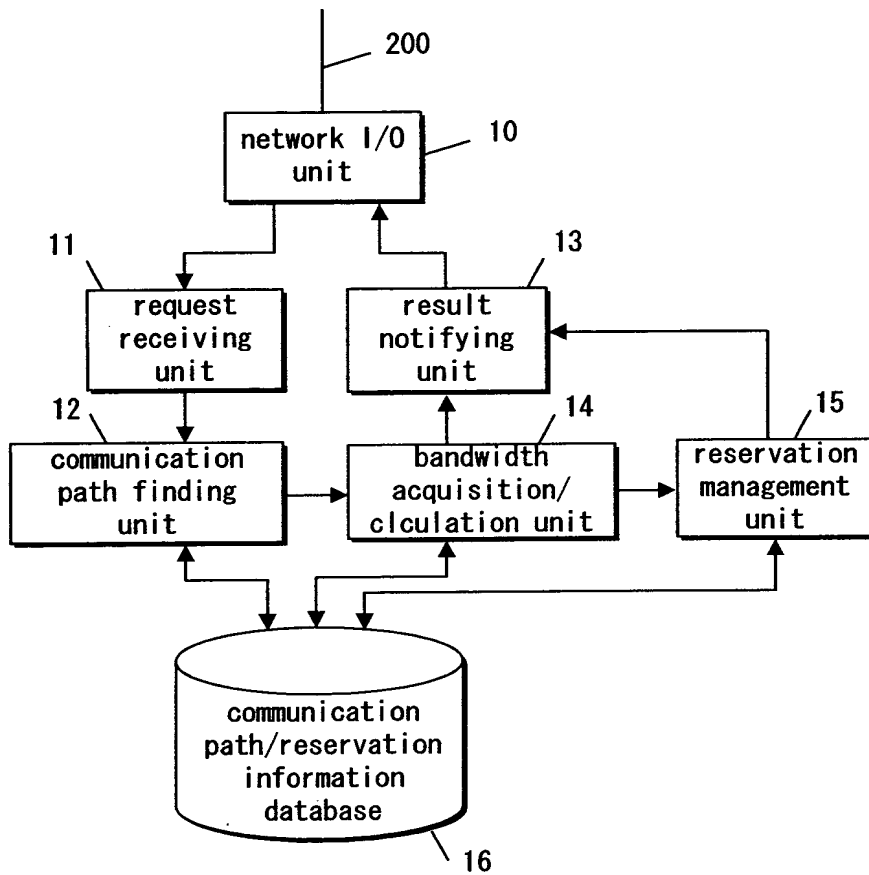 200
network I/O
unit
10
11
request
receiving
unit
13
result
notifying
unit
12
communication
path finding
unit
14
bandwidth
acquisition/
clculation unit
15
reservation
management
unit
communication
path/reservation
information
database
16